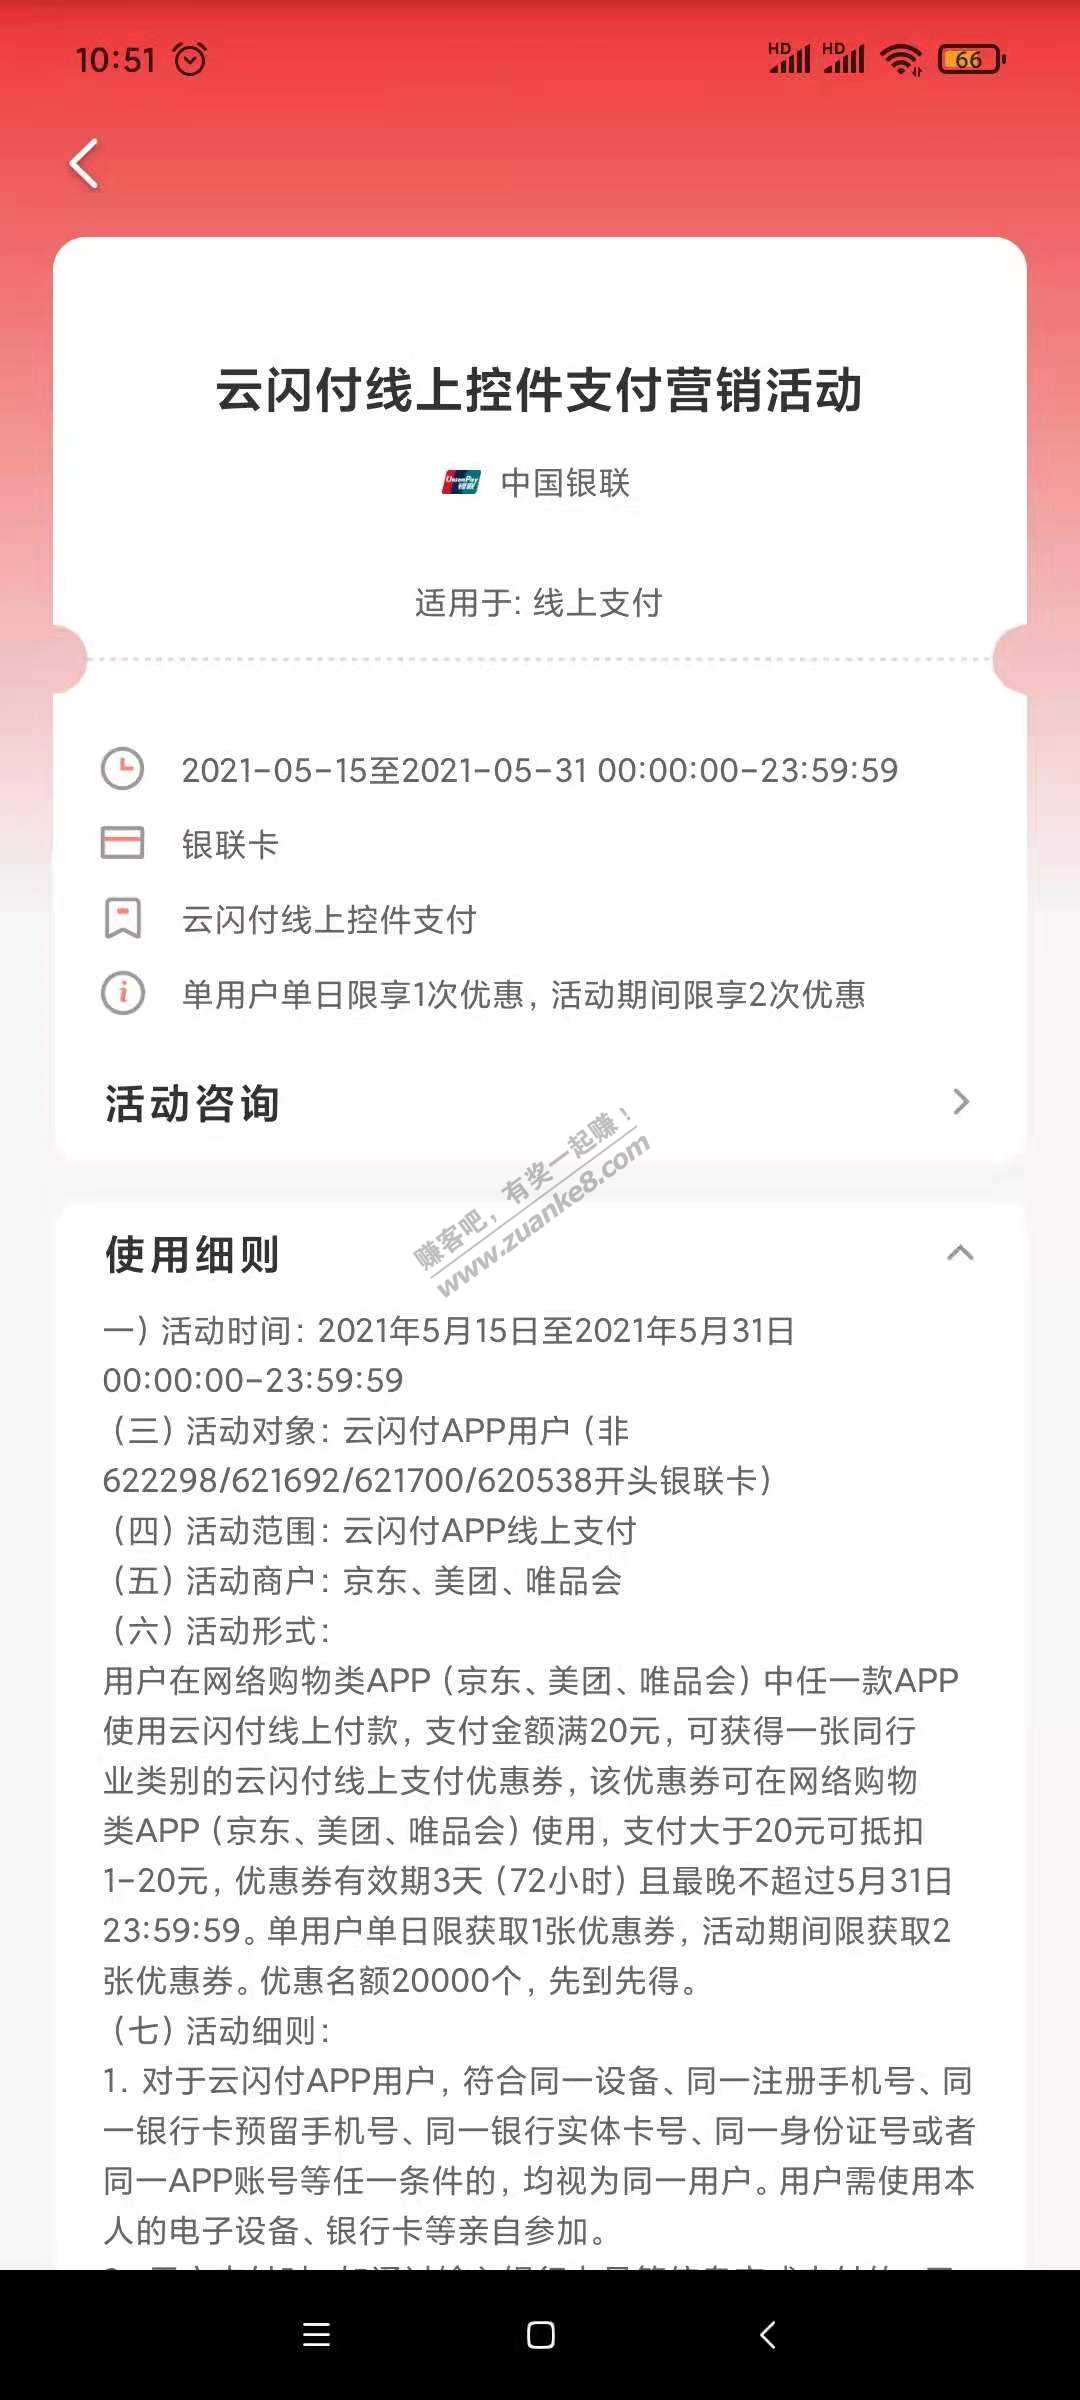 10:51
HD HD 66
云闪付线上控件支付营销活动
UnionPay 银联 中国银联
适用于: 线上支付
2021-05-15至2021-05-31 00:00:00-23:59:59
银联卡
云闪付线上控件支付
单用户单日限享1次优惠，活动期间限享2次优惠
活动咨询
赚客吧，有奖一起赚！
www.zuanke8.com
使用细则
一）活动时间：2021年5月15日至2021年5月31日
00:00:00-23:59:59
（三）活动对象：云闪付APP用户（非
622298/621692/621700/620538开头银联卡）
（四）活动范围：云闪付APP线上支付
（五）活动商户：京东、美团、唯品会
（六）活动形式：
用户在网络购物类APP（京东、美团、唯品会）中任一款APP
使用云闪付线上付款，支付金额满20元，可获得一张同行
业类别的云闪付线上支付优惠券，该优惠券可在网络购物
类APP（京东、美团、唯品会）使用，支付大于20元可抵扣
1-20元，优惠券有效期3天（72小时）且最晚不超过5月31日
23:59:59。单用户单日限获取1张优惠券，活动期间限获取2
张优惠券。优惠名额20000个，先到先得。
（七）活动细则：
1. 对于云闪付APP用户，符合同一设备、同一注册手机号、同
一银行卡预留手机号、同一银行实体卡号、同一身份证号或者
同一APP账号等任一条件的，均视为同一用户。用户需使用本
人的电子设备、银行卡等亲自参加。